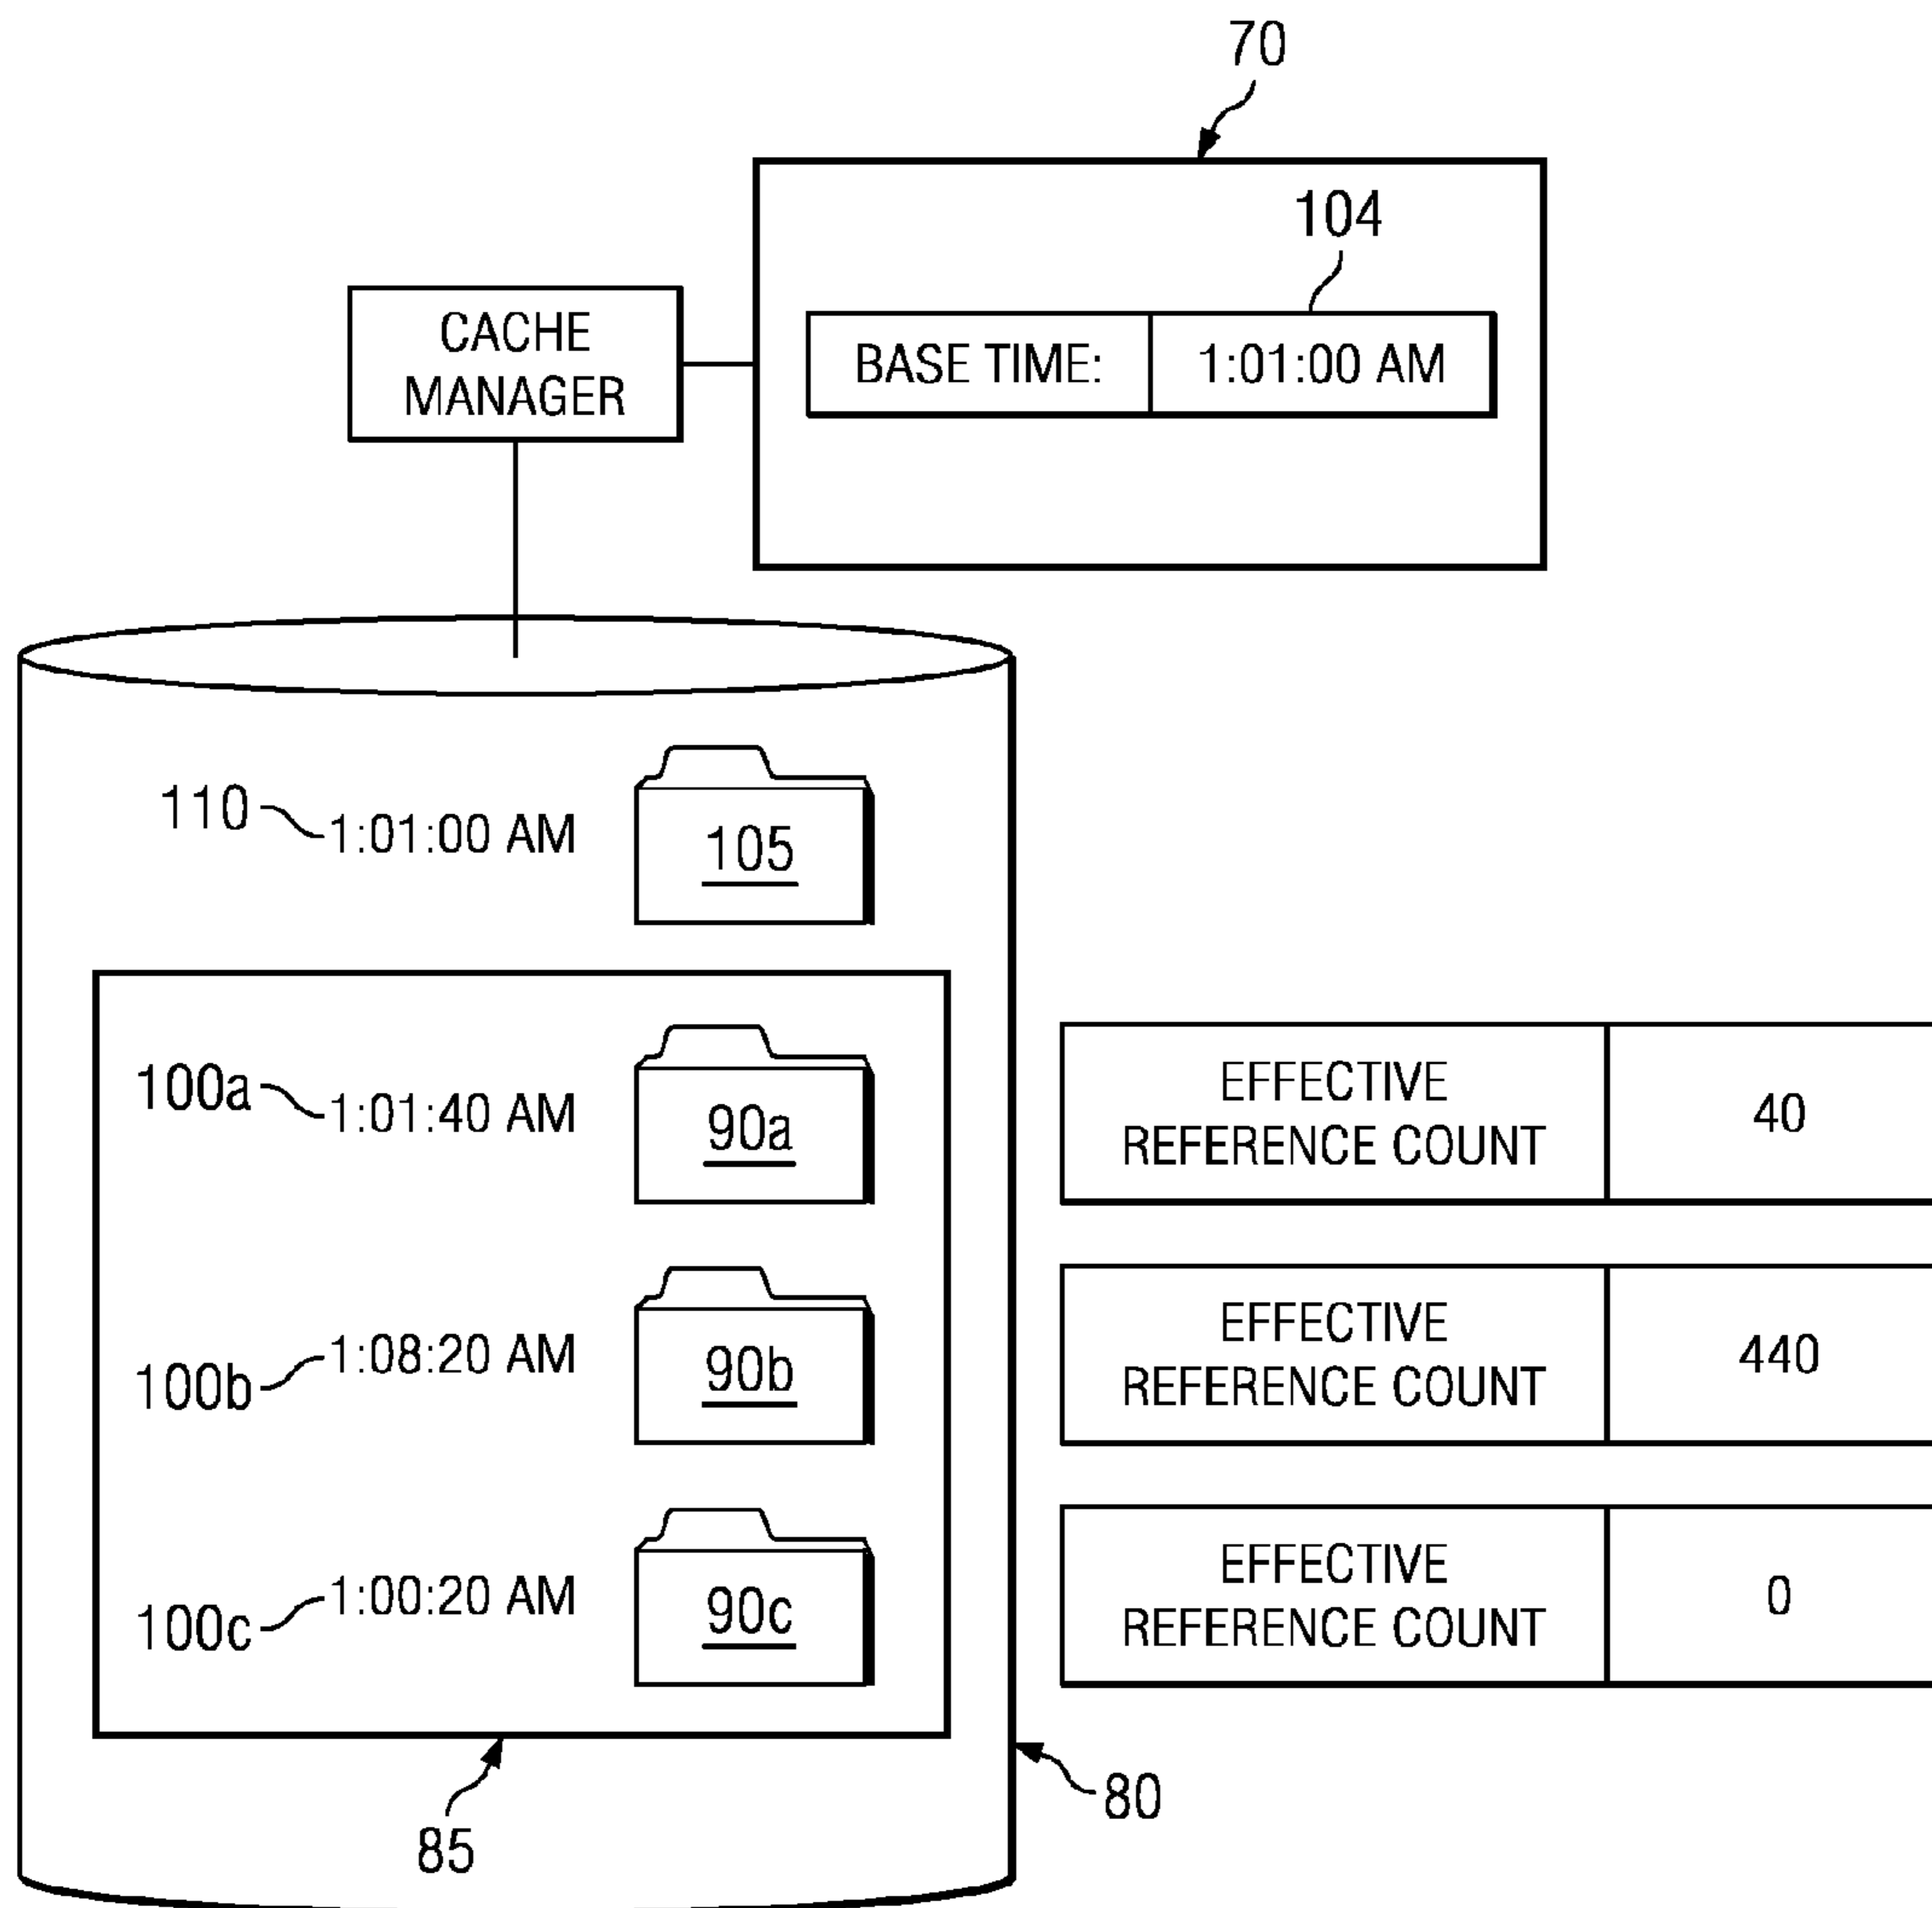 70
104
CACHE
MANAGER
BASE TIME: 1:01:00 AM
110
1:01:00 AM
105
100a
1:01:40 AM
90a
EFFECTIVE
REFERENCE COUNT
40
100b
1:08:20 AM
90b
EFFECTIVE
REFERENCE COUNT
440
100c
1:00:20 AM
90c
EFFECTIVE
REFERENCE COUNT
0
85
80